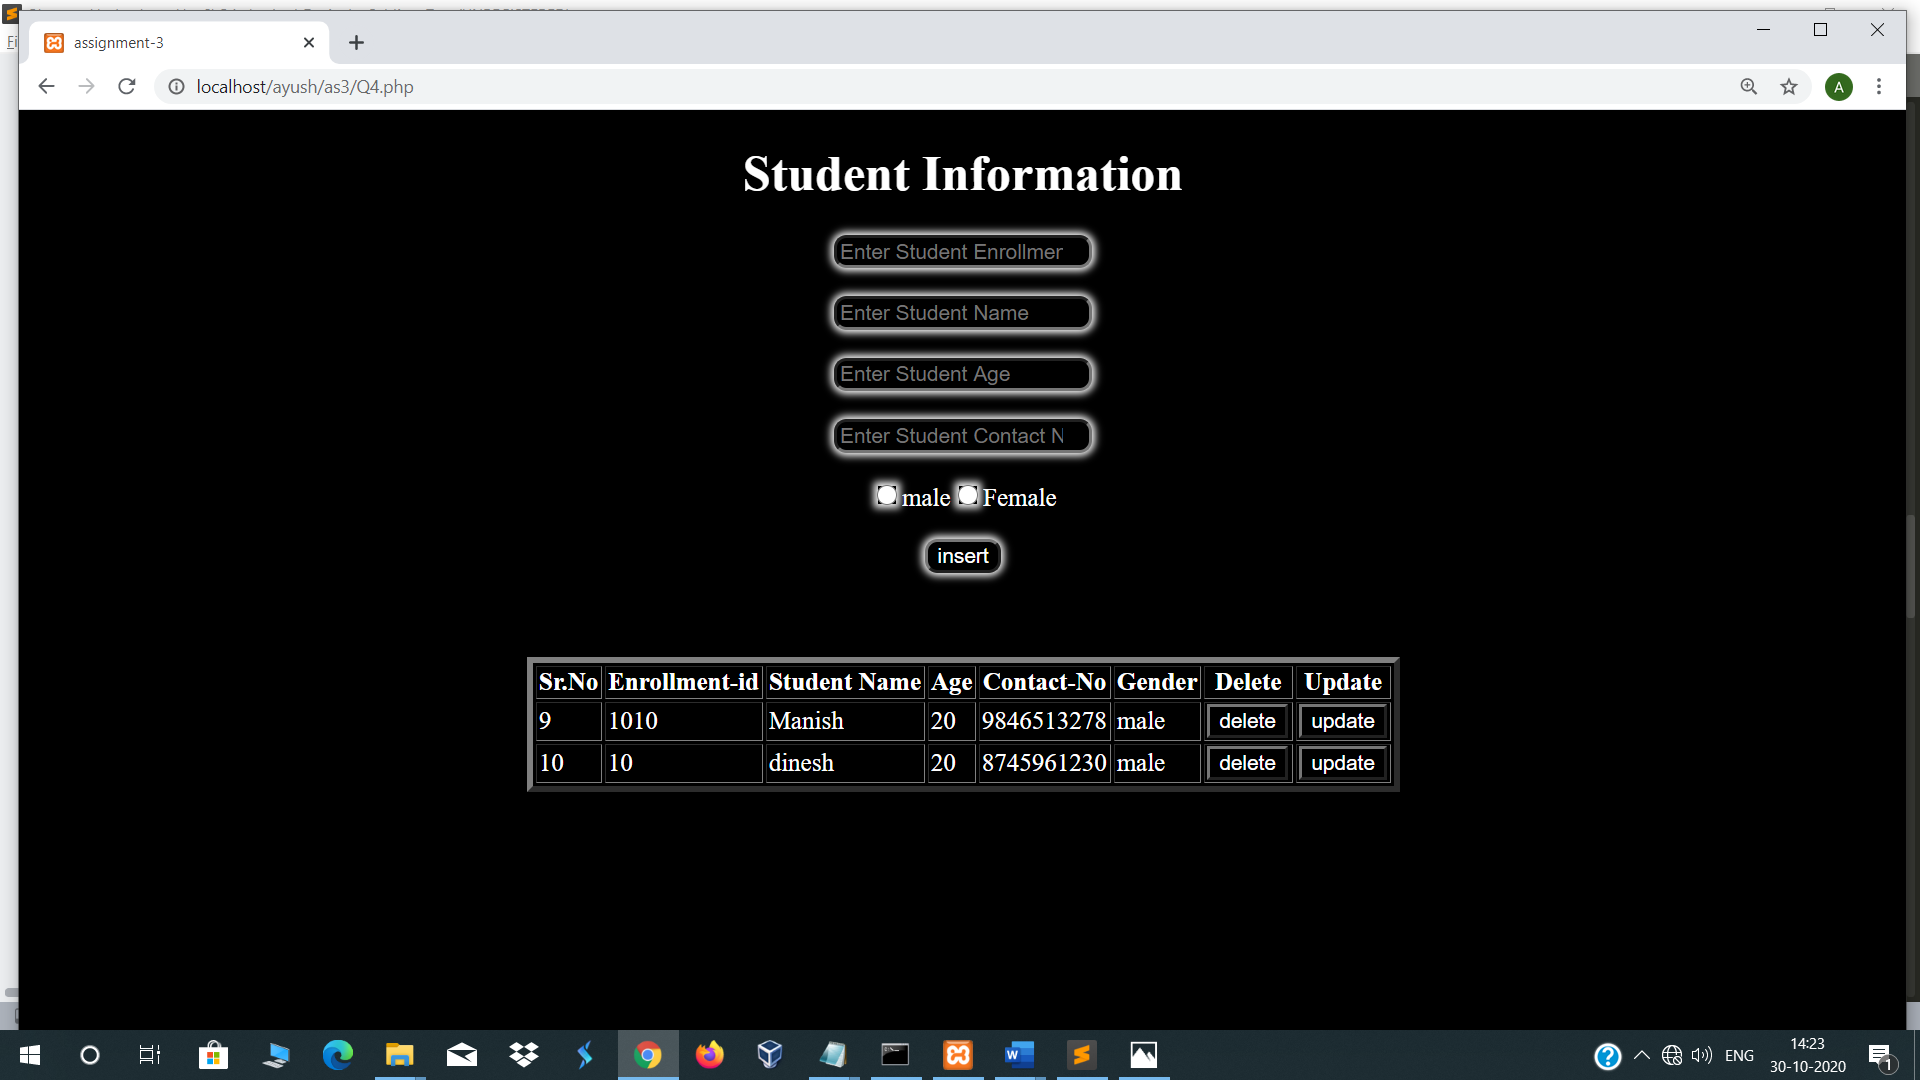 assignment-3
localhost/ayush/as3/Q4.php
A
Student Information
Enter Student Enrollmer
Enter Student Name
Enter Student Age
Enter Student Contact N
male Female
insert
Sr.No Enrollment-id Student Name Age Contact-No Gender Delete Update
9 1010 Manish 20 9846513278 male delete update
10 10 dinesh 20 8745961230 male delete update
ENG
14:23
30-10-2020
1